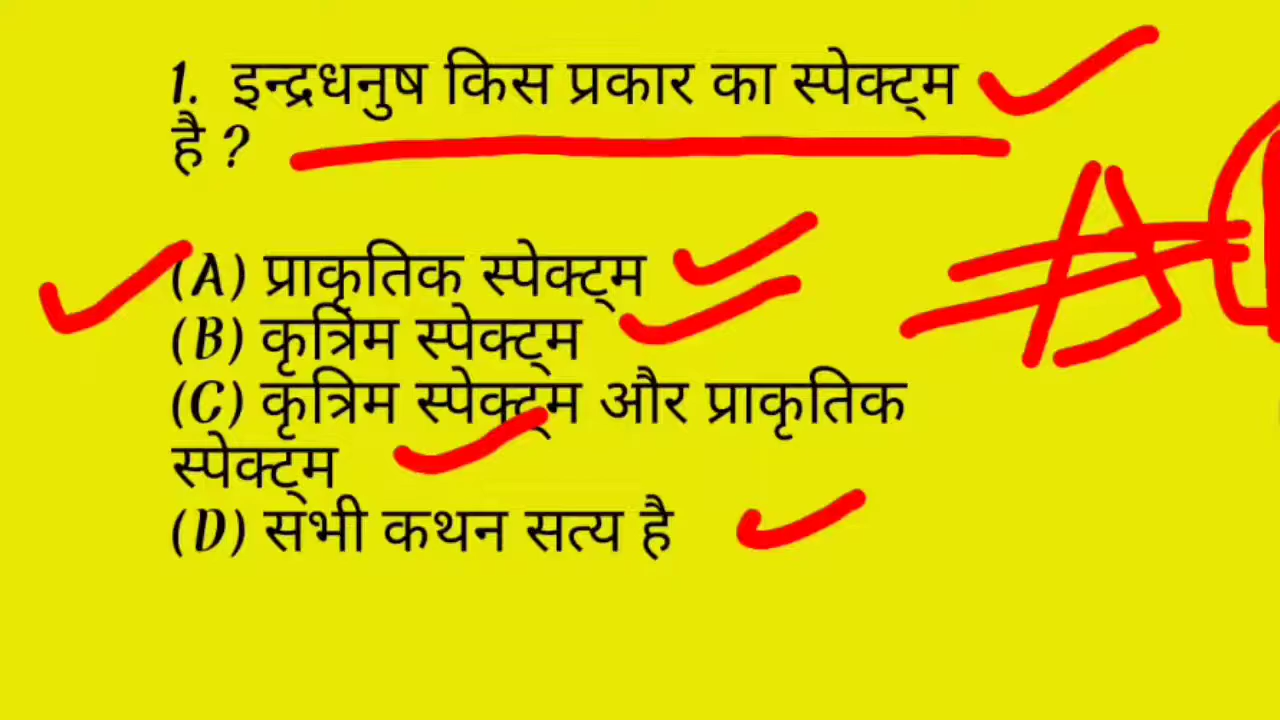 1. इन्द्रधनुष किस प्रकार का स्पेक्ट्म
है ?
(A) प्राकृतिक स्पेक्ट्म
(B) कृत्रिम स्पेक्ट्म
(C) कृत्रिम स्पेक्ट्म और प्राकृतिक
स्पेक्ट्म
(D) सभी कथन सत्य है